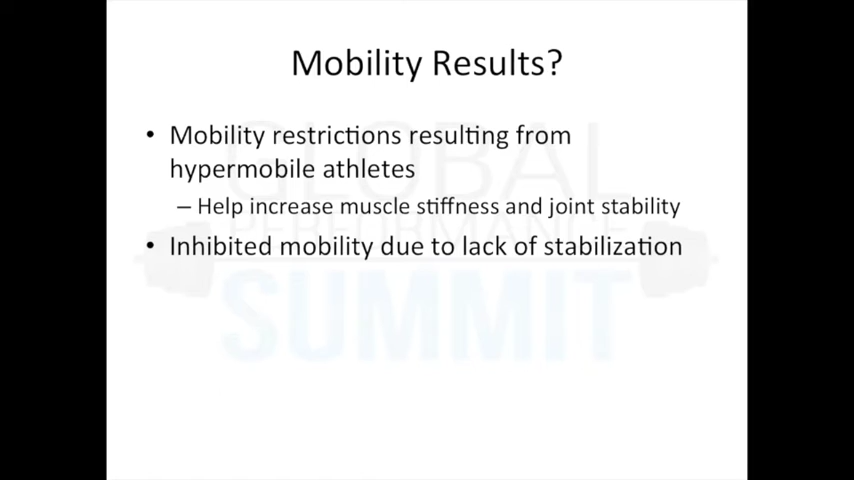 Mobility Results?
• Mobility restrictions resulting from
hypermobile athletes
– Help increase muscle stiffness and joint stability
• Inhibited mobility due to lack of stabilization
GLOBAL
PERFORMANCE
SUMMIT